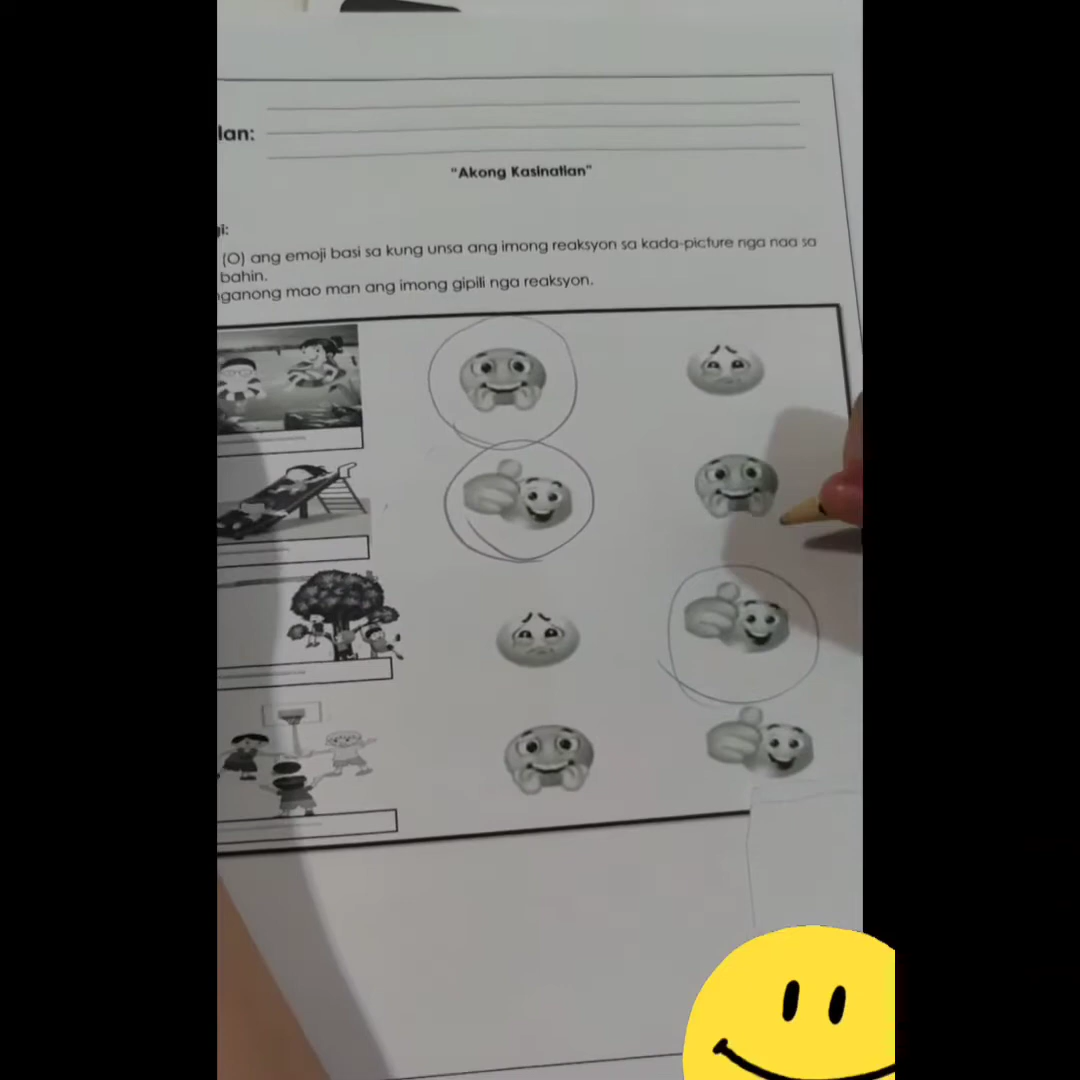 lan:
"Akong Kasinatian"
gi:
(O) ang emoji basi sa kung unsa ang imong reaksyon sa kada-picture nga naa sa
bahin.
nganong mao man ang imong gipili nga reaksyon.